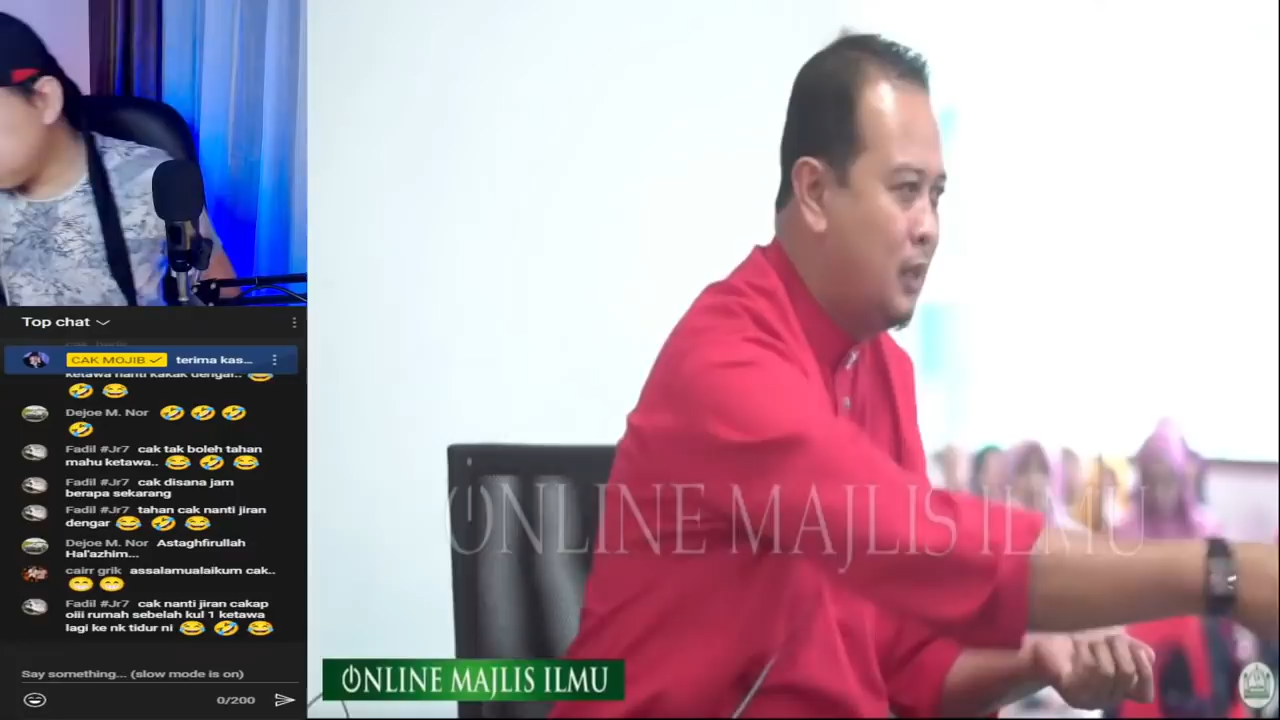 Top chat
CAK MOJIB terima kas...
ketawa nanti kakak dengar.. 😂
🤣 😂
Dejoe M. Nor 🤣 🤣 🤣
🤣
Fadil #Jr7 cak tak boleh tahan
mahu ketawa.. 😂 🤣 😂
Fadil #Jr7 cak disana jam
berapa sekarang
Fadil #Jr7 tahan cak nanti jiran
dengar 😂 🤣 😂
Dejoe M. Nor Astaghfirullah
Hal'azhim...
cairr grik assalamualaikum cak..
😁 😁
Fadil #Jr7 cak nanti jiran cakap
oiii rumah sebelah kul 1 ketawa
lagi ke nk tidur ni 😂 🤣 😂
Say something... (slow mode is on)
0/200
ONLINE MAJLIS ILMU
ONLINE MAJLIS ILMU